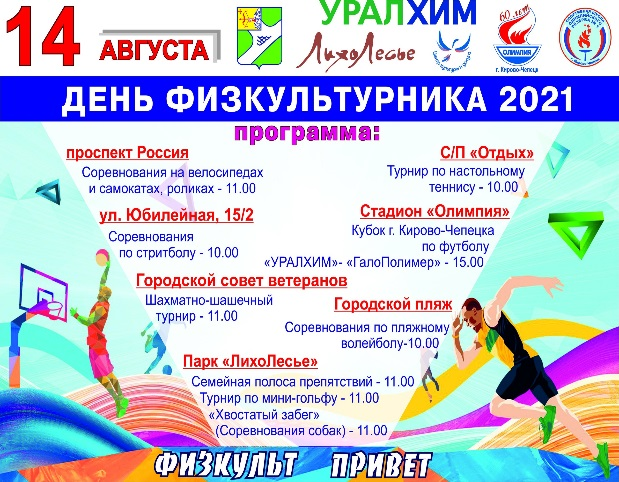 14 АВГУСТА
УРАЛХИМ
ЛихоЛесье
60 лет
ОЛИМПИЯ
г. Кирово-Чепецк
ДЕНЬ ФИЗКУЛЬТУРНИКА 2021
программа:
проспект Россия
Соревнования на велосипедах
и самокатах, роликах - 11.00
С/П «Отдых»
Турнир по настольному
теннису - 10.00
ул. Юбилейная, 15/2
Соревнования
по стритболу - 10.00
Стадион «Олимпия»
Кубок г. Кирово-Чепецка
по футболу
«УРАЛХИМ»- «ГалоПолимер» - 15.00
Городской совет ветеранов
Шахматно-шашечный
турнир - 11.00
Городской пляж
Соревнования по пляжному
волейболу-10.00
Парк «ЛихоЛесье»
Семейная полоса препятствий - 11.00
Турнир по мини-гольфу - 11.00
«Хвостатый забег»
(Соревнования собак) - 11.00
ФИЗКУЛЬТ ПРИВЕТ